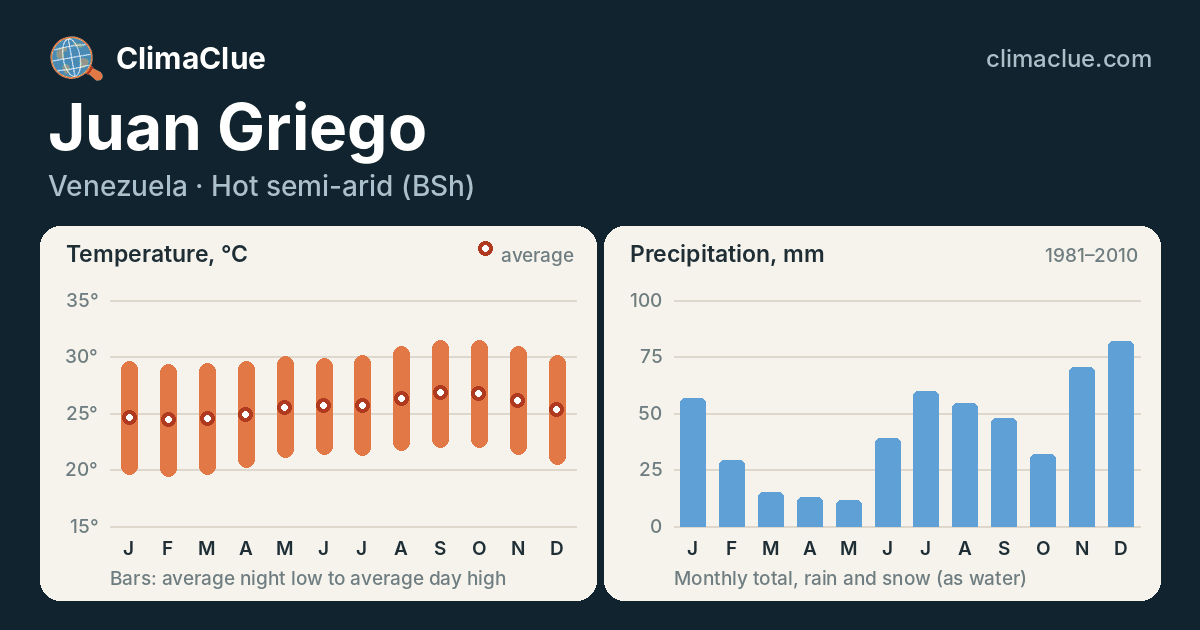 ClimaClue
climaclue.com
Juan Griego
Venezuela · Hot semi-arid (BSh)
Temperature, °C
average
35°
30°
25°
20°
15°
J F M A M J J A S O N D
Bars: average night low to average day high
Precipitation, mm
1981–2010
100
75
50
25
0
J F M A M J J A S O N D
Monthly total, rain and snow (as water)